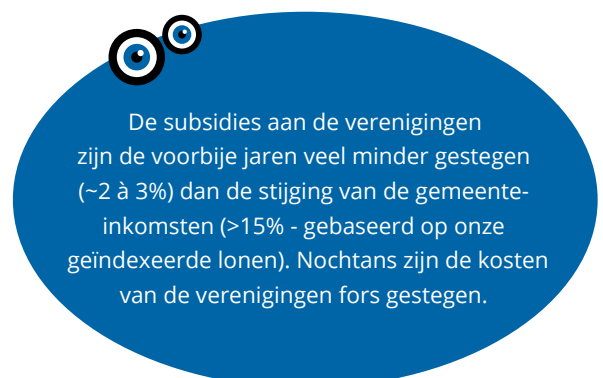 De subsidies aan de verenigingen
zijn de voorbije jaren veel minder gestegen
(~2 à 3%) dan de stijging van de gemeente-
inkomsten (>15% - gebaseerd op onze
geïndexeerde lonen). Nochtans zijn de kosten
van de verenigingen fors gestegen.